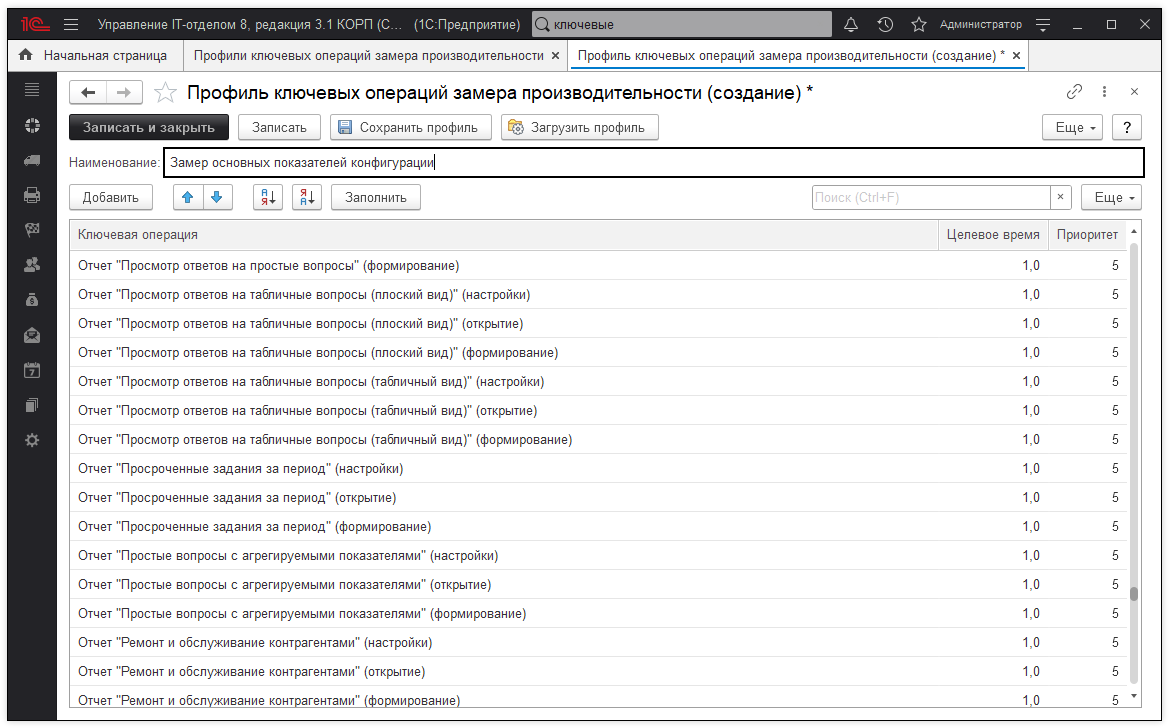 1С Управление IT-отделом 8, редакция 3.1 КОРП (С... (1С:Предприятие) ключевые Администратор
Начальная страница Профили ключевых операций замера производительности × Профиль ключевых операций замера производительности (создание) * ×
Профиль ключевых операций замера производительности (создание) *
Записать и закрыть Записать Сохранить профиль Загрузить профиль Еще ?
Наименование: Замер основных показателей конфигурации
Добавить Заполнить Поиск (Ctrl+F) × Еще
Ключевая операция Целевое время Приоритет
Отчет "Просмотр ответов на простые вопросы" (формирование) 1,0 5
Отчет "Просмотр ответов на табличные вопросы (плоский вид)" (настройки) 1,0 5
Отчет "Просмотр ответов на табличные вопросы (плоский вид)" (открытие) 1,0 5
Отчет "Просмотр ответов на табличные вопросы (плоский вид)" (формирование) 1,0 5
Отчет "Просмотр ответов на табличные вопросы (табличный вид)" (настройки) 1,0 5
Отчет "Просмотр ответов на табличные вопросы (табличный вид)" (открытие) 1,0 5
Отчет "Просмотр ответов на табличные вопросы (табличный вид)" (формирование) 1,0 5
Отчет "Просроченные задания за период" (настройки) 1,0 5
Отчет "Просроченные задания за период" (открытие) 1,0 5
Отчет "Просроченные задания за период" (формирование) 1,0 5
Отчет "Простые вопросы с агрегируемыми показателями" (настройки) 1,0 5
Отчет "Простые вопросы с агрегируемыми показателями" (открытие) 1,0 5
Отчет "Простые вопросы с агрегируемыми показателями" (формирование) 1,0 5
Отчет "Ремонт и обслуживание контрагентами" (настройки) 1,0 5
Отчет "Ремонт и обслуживание контрагентами" (открытие) 1,0 5
Отчет "Ремонт и обслуживание контрагентами" (формирование) 1,0 5